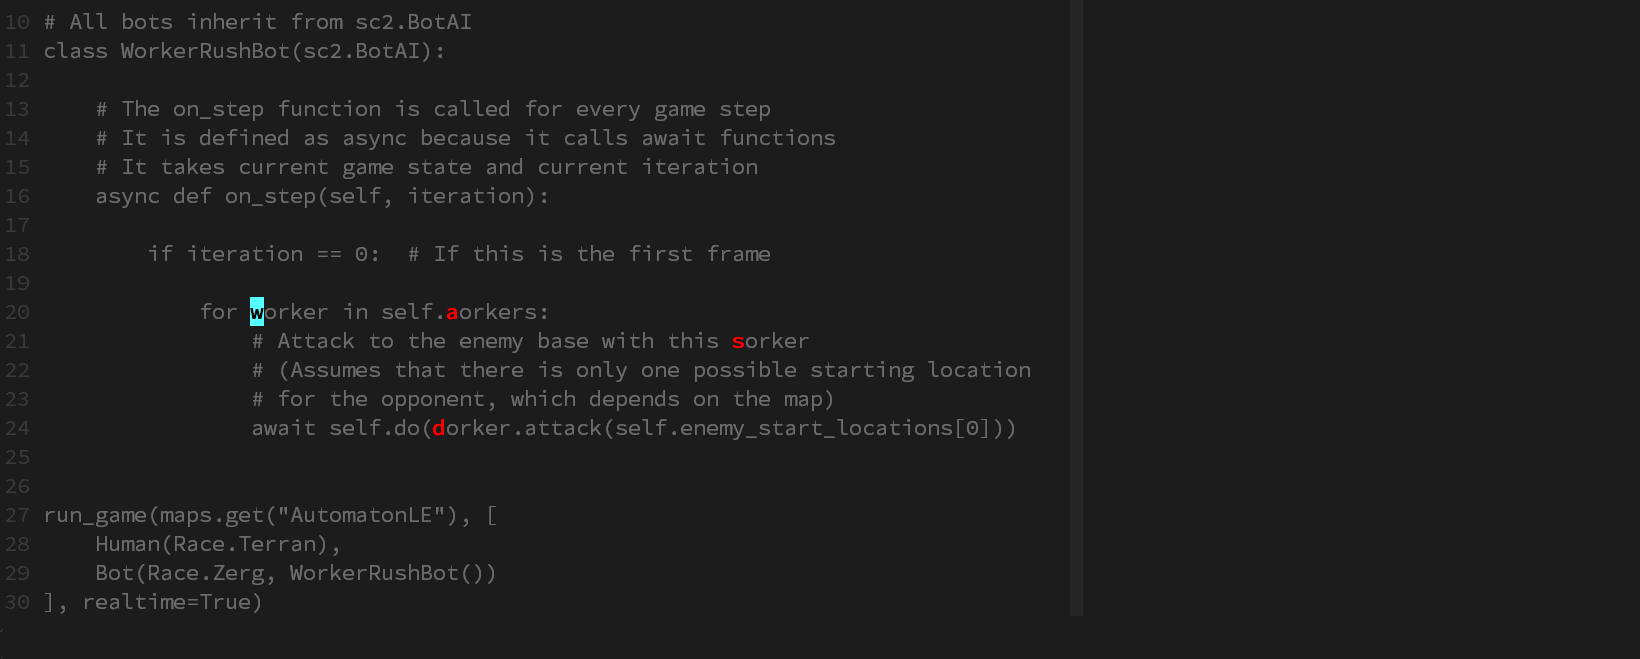 10 # All bots inherit from sc2.BotAI
11 class WorkerRushBot(sc2.BotAI):
12
13     # The on_step function is called for every game step
14     # It is defined as async because it calls await functions
15     # It takes current game state and current iteration
16     async def on_step(self, iteration):
17
18         if iteration == 0:  # If this is the first frame
19
20             for worker in self.aorkers:
21                 # Attack to the enemy base with this sorker
22                 # (Assumes that there is only one possible starting location
23                 # for the opponent, which depends on the map)
24                 await self.do(dorker.attack(self.enemy_start_locations[0]))
25
26
27 run_game(maps.get("AutomatonLE"), [
28     Human(Race.Terran),
29     Bot(Race.Zerg, WorkerRushBot())
30 ], realtime=True)